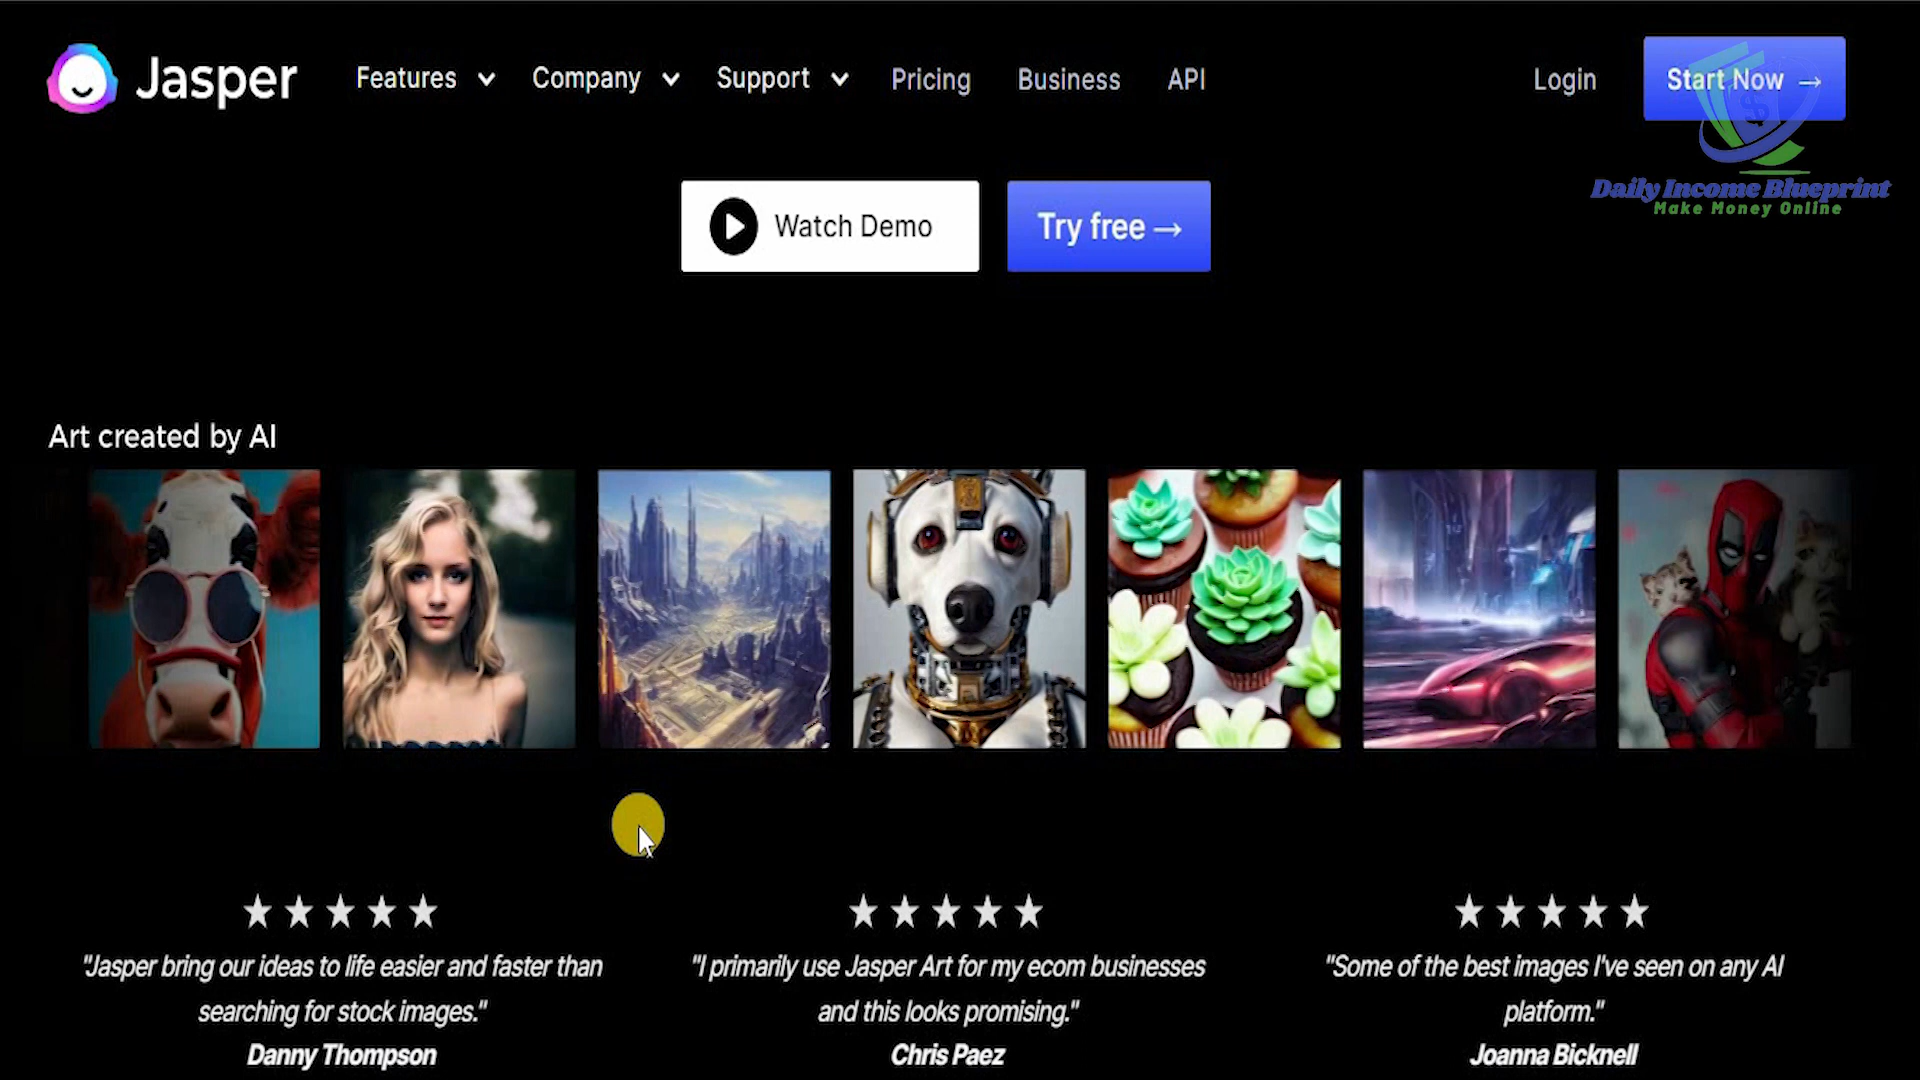 Jasper
Features
Company
Support
Pricing
Business
API
Login
Start Now →
Daily Income Blueprint
Make Money Online
Watch Demo
Try free →
Art created by AI
"Jasper bring our ideas to life easier and faster than
searching for stock images."
Danny Thompson
"I primarily use Jasper Art for my ecom businesses
and this looks promising."
Chris Paez
"Some of the best images I've seen on any AI
platform."
Joanna Bicknell